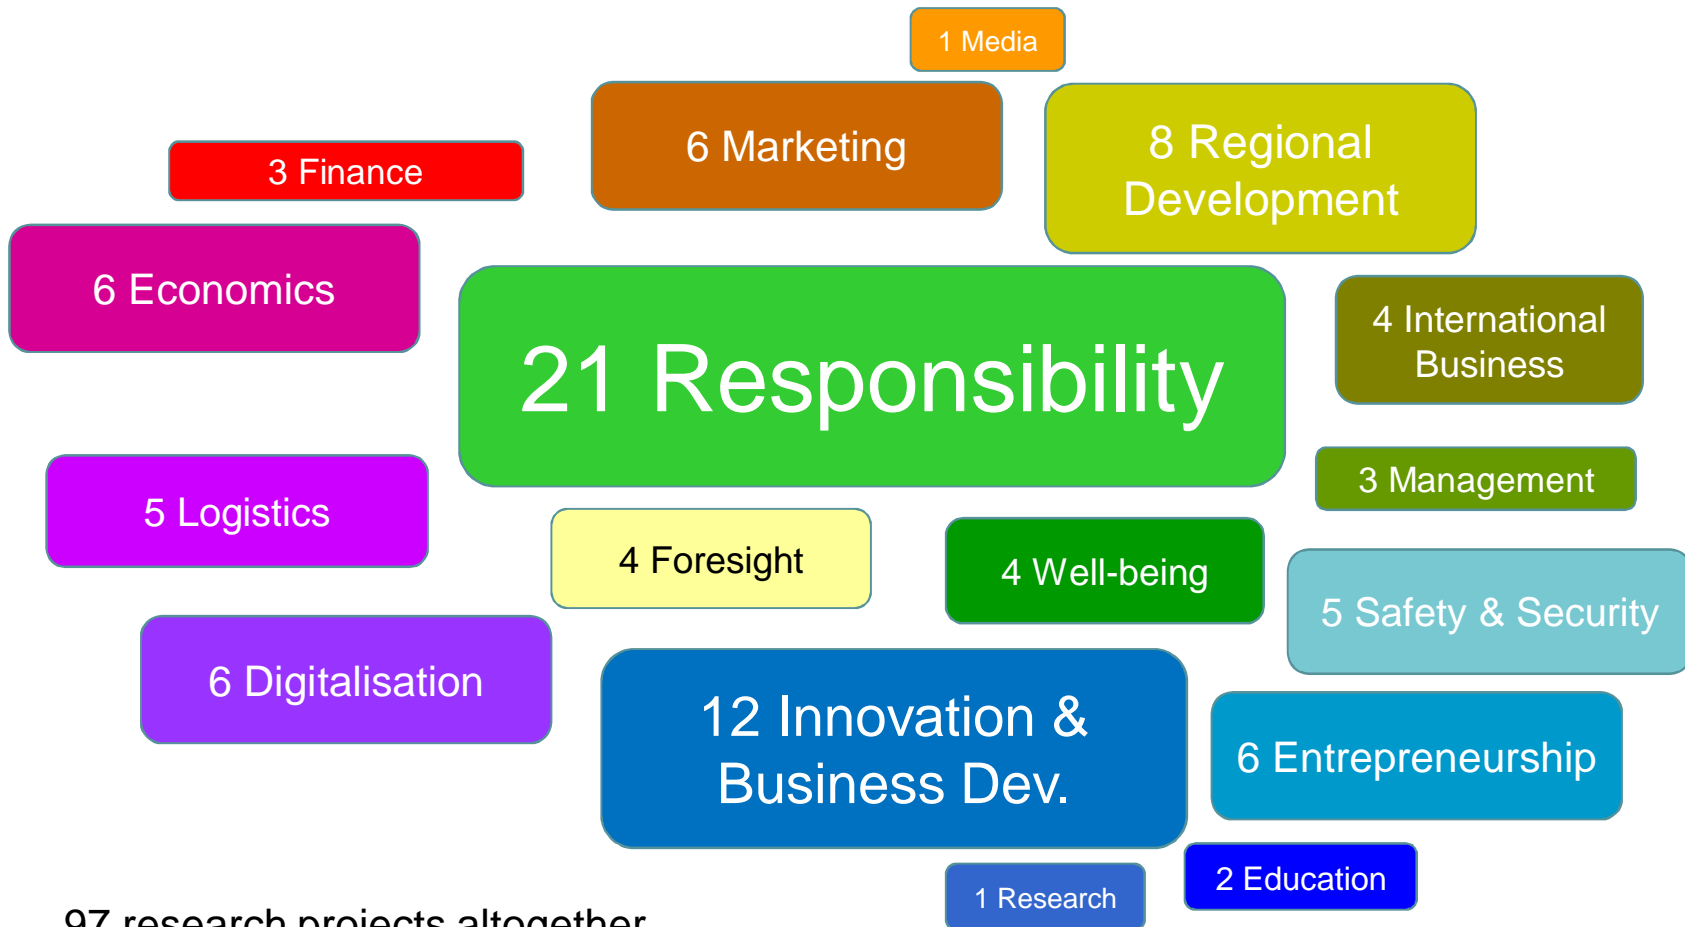 1 Media
6 Marketing
8 Regional
Development
3 Finance
6 Economics
21 Responsibility
4 International
Business
3 Management
5 Logistics
4 Foresight
4 Well-being
5 Safety & Security
6 Digitalisation
12 Innovation &
Business Dev.
6 Entrepreneurship
2 Education
1 Research
97 research projects altogether